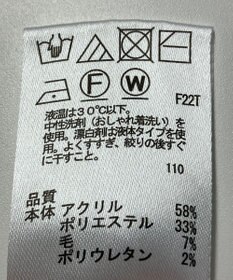 F W
F22T
液温は30℃以下。
中性洗剤(おしゃれ着洗い)を使
用。漂白剤は液体タイプを使
用。よくすすぎ、絞りの後すぐ
に干すこと。
110
品質
本体 アクリル 58%
ポリエステル 33%
毛 7%
ポリウレタン 2%